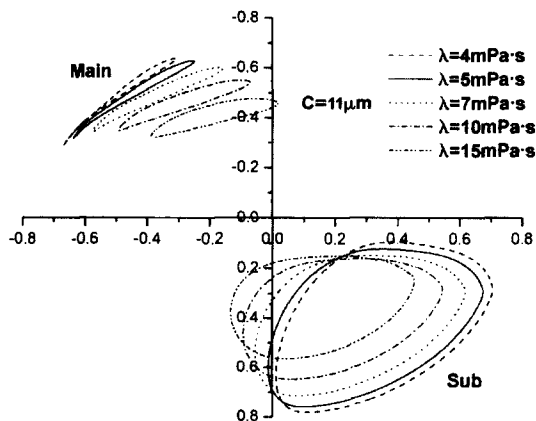 -0.8
-0.6
-0.4
-0.2
0.0
-0.8 -0.6 -0.4 -0.2 0.0 0.2 0.4 0.6 0.8
0.2
0.4
0.6
0.8
Main
C=11μm
λ=4mPa·s
λ=5mPa·s
λ=7mPa·s
λ=10mPa·s
λ=15mPa·s
Sub